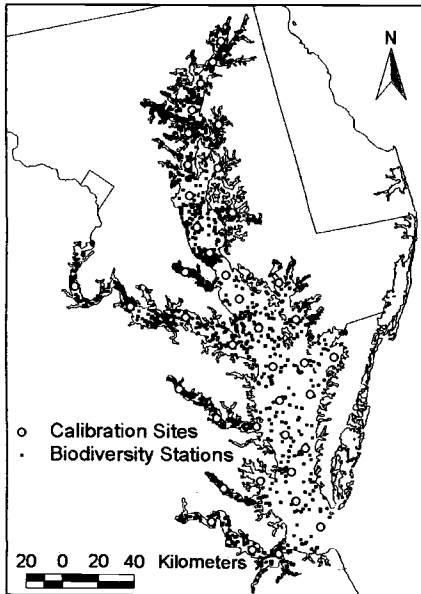 N
Calibration Sites
Biodiversity Stations
20 0 20 40 Kilometers